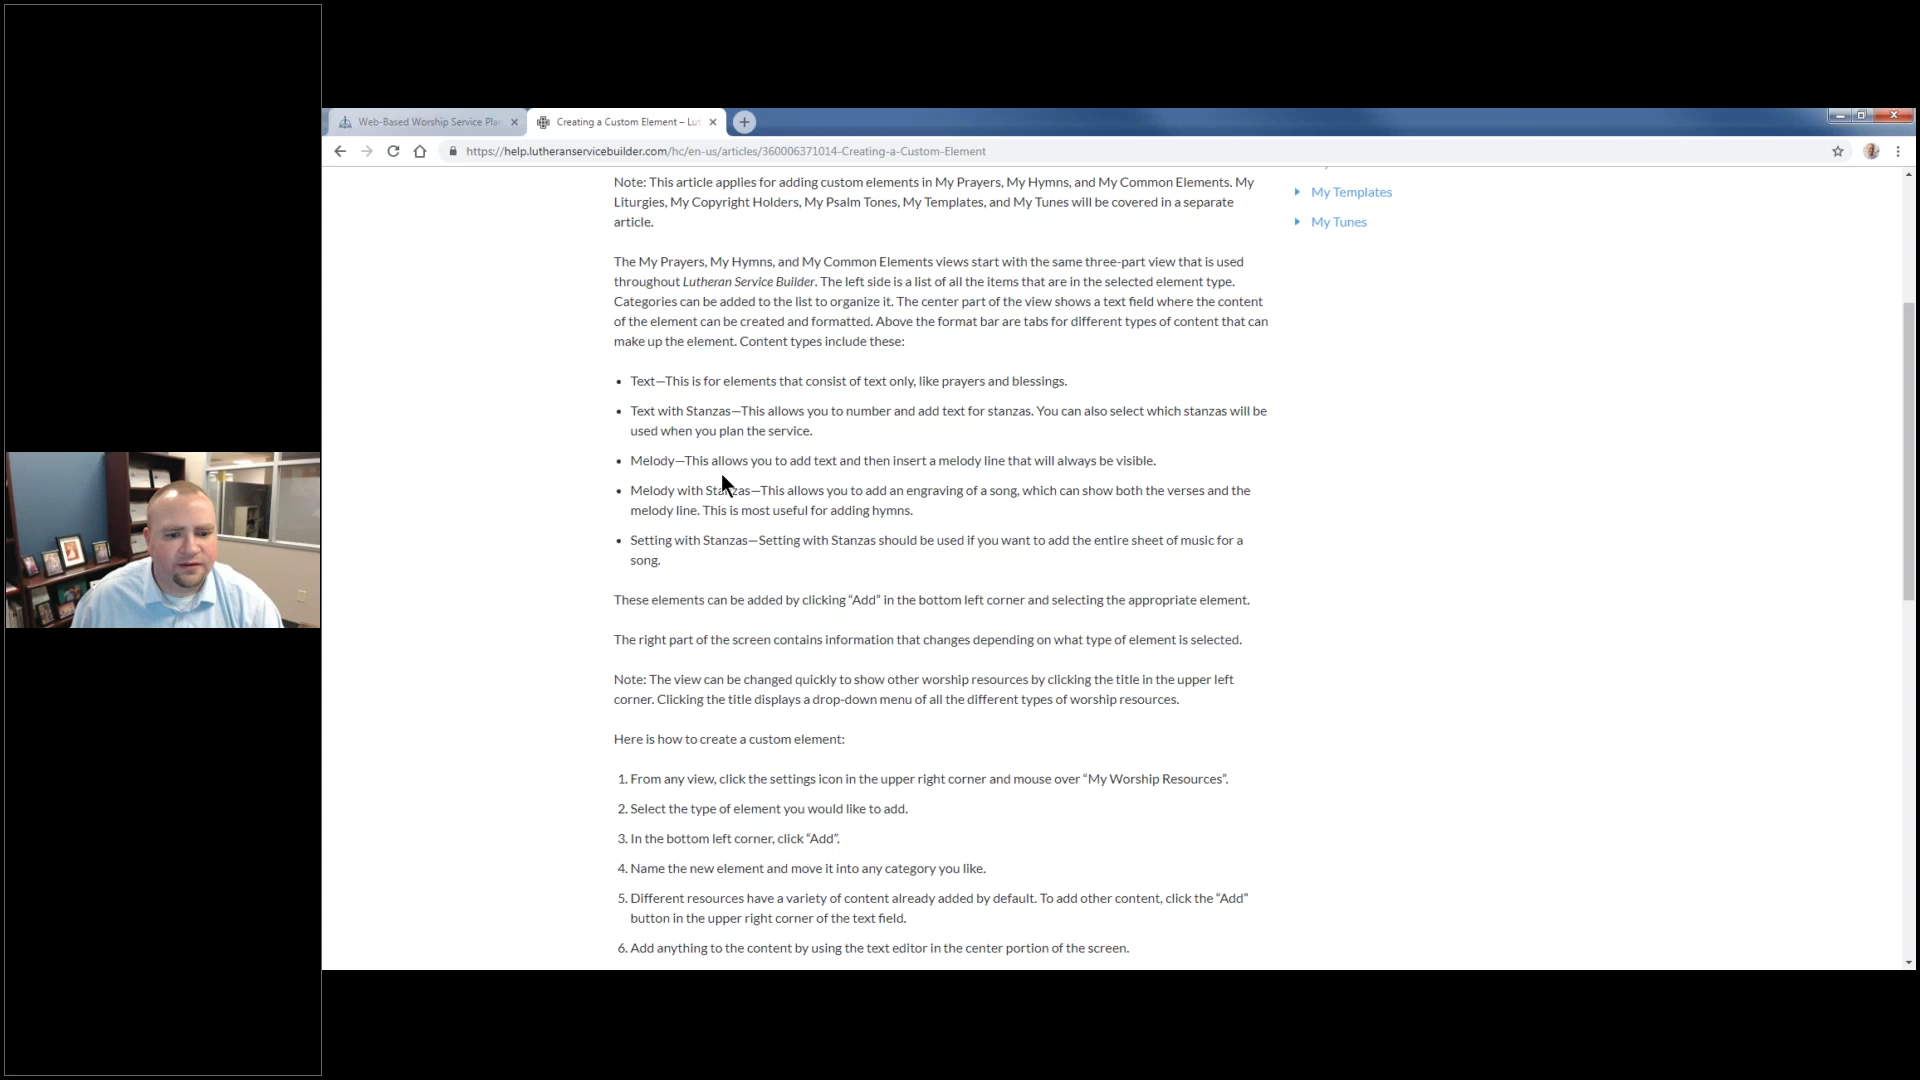 Web-Based Worship Service Pla
Creating a Custom Element – Lut
https://help.lutheranservicebuilder.com/hc/en-us/articles/360006371014-Creating-a-Custom-Element
Note: This article applies for adding custom elements in My Prayers, My Hymns, and My Common Elements. My
Liturgies, My Copyright Holders, My Psalm Tones, My Templates, and My Tunes will be covered in a separate
article.
My Templates
My Tunes
The My Prayers, My Hymns, and My Common Elements views start with the same three-part view that is used
throughout Lutheran Service Builder. The left side is a list of all the items that are in the selected element type.
Categories can be added to the list to organize it. The center part of the view shows a text field where the content
of the element can be created and formatted. Above the format bar are tabs for different types of content that can
make up the element. Content types include these:
• Text—This is for elements that consist of text only, like prayers and blessings.
• Text with Stanzas—This allows you to number and add text for stanzas. You can also select which stanzas will be
used when you plan the service.
• Melody—This allows you to add text and then insert a melody line that will always be visible.
• Melody with Stanzas—This allows you to add an engraving of a song, which can show both the verses and the
melody line. This is most useful for adding hymns.
• Setting with Stanzas—Setting with Stanzas should be used if you want to add the entire sheet of music for a
song.
These elements can be added by clicking “Add” in the bottom left corner and selecting the appropriate element.
The right part of the screen contains information that changes depending on what type of element is selected.
Note: The view can be changed quickly to show other worship resources by clicking the title in the upper left
corner. Clicking the title displays a drop-down menu of all the different types of worship resources.
Here is how to create a custom element:
1. From any view, click the settings icon in the upper right corner and mouse over “My Worship Resources”.
2. Select the type of element you would like to add.
3. In the bottom left corner, click “Add”.
4. Name the new element and move it into any category you like.
5. Different resources have a variety of content already added by default. To add other content, click the “Add”
button in the upper right corner of the text field.
6. Add anything to the content by using the text editor in the center portion of the screen.